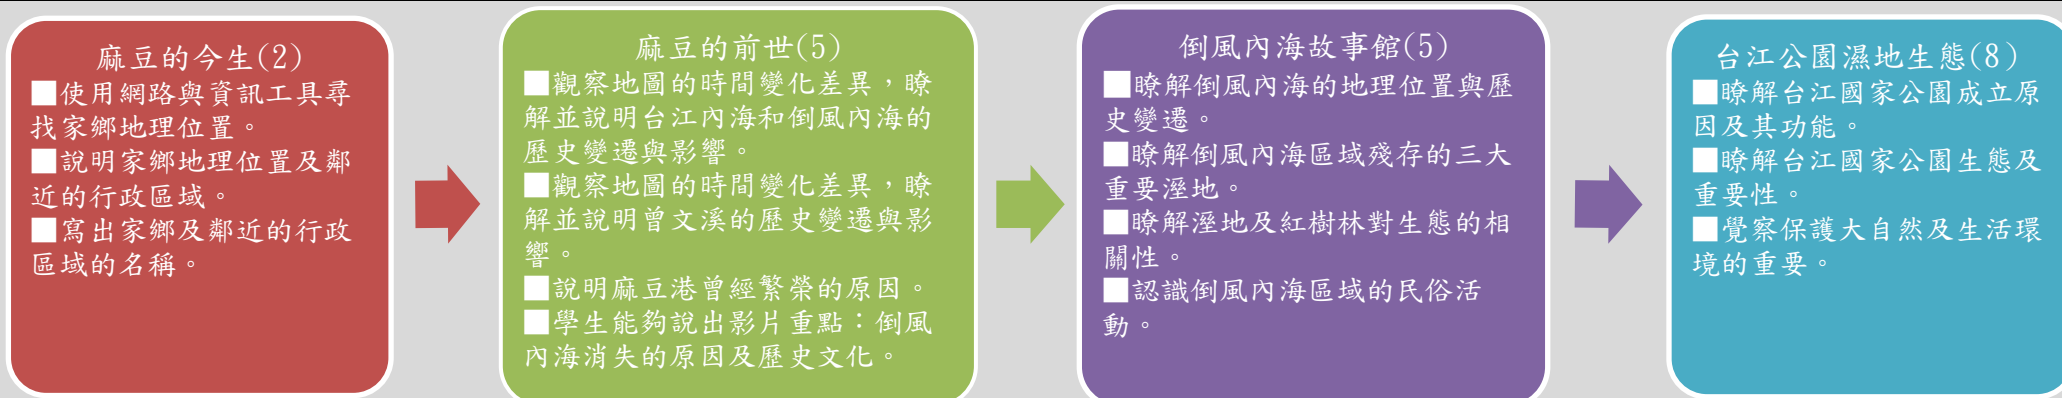 麻豆的今生(2)
■使用網路與資訊工具尋
找家鄉地理位置。
■說明家鄉地理位置及鄰
近的行政區域。
■寫出家鄉及鄰近的行政
區域的名稱。
麻豆的前世(5)
■觀察地圖的時間變化差異，瞭
解並說明台江內海和倒風內海的
歷史變遷與影響。
■觀察地圖的時間變化差異，瞭
解並說明曾文溪的歷史變遷與影
響。
■說明麻豆港曾經繁榮的原因。
■學生能夠說出影片重點：倒風
內海消失的原因及歷史文化。
倒風內海故事館(5)
■瞭解倒風內海的地理位置與歷
史變遷。
■瞭解倒風內海區域殘存的三大
重要溼地。
■瞭解溼地及紅樹林對生態的相
關性。
■認識倒風內海區域的民俗活
動。
台江公園濕地生態(8)
■瞭解台江國家公園成立原
因及其功能。
■瞭解台江國家公園生態及
重要性。
■覺察保護大自然及生活環
境的重要。